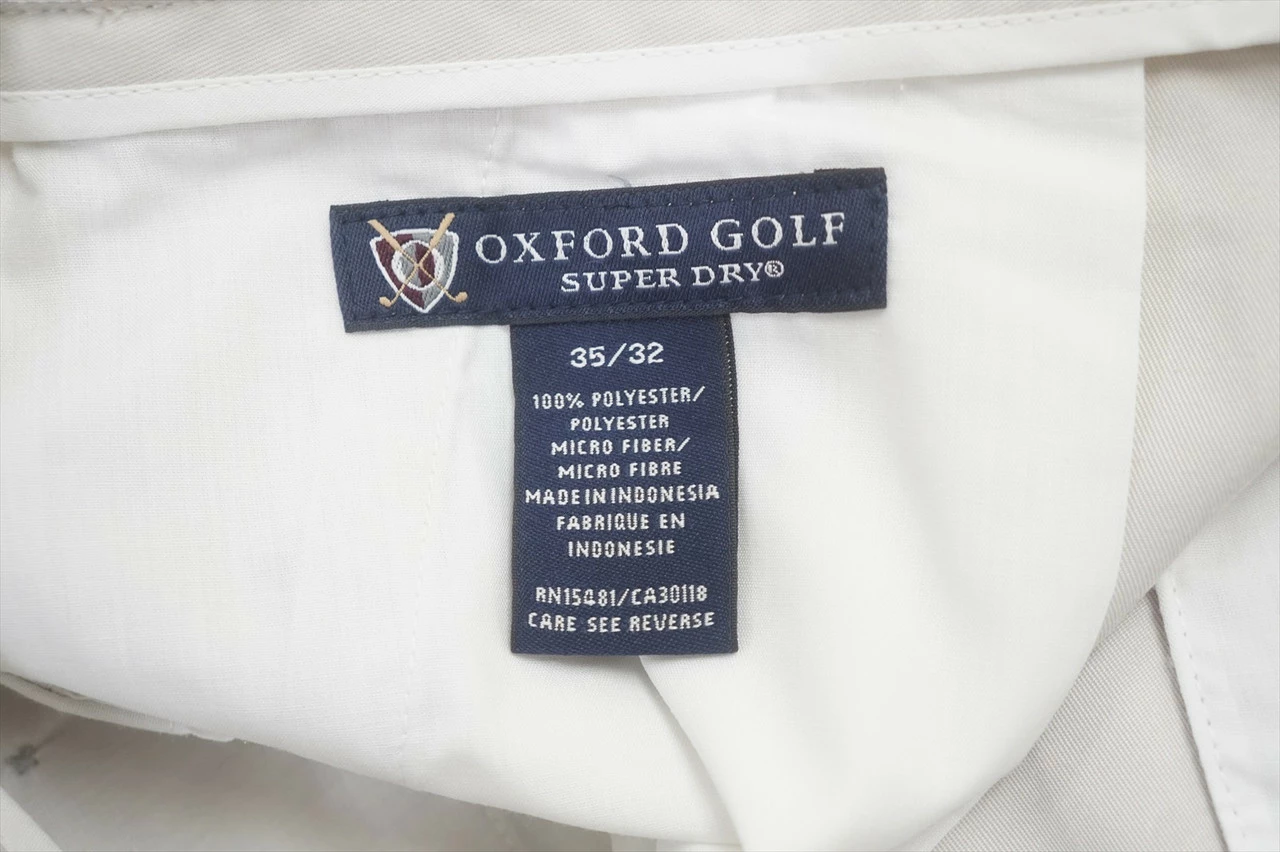 OXFORD GOLF
SUPER DRY®
35/32
100% POLYESTER/
POLYESTER
MICRO FIBER/
MICRO FIBRE
MADE IN INDONESIA
FABRIQUE EN
INDONESIE
RN15481/CA30118
CARE SEE REVERSE